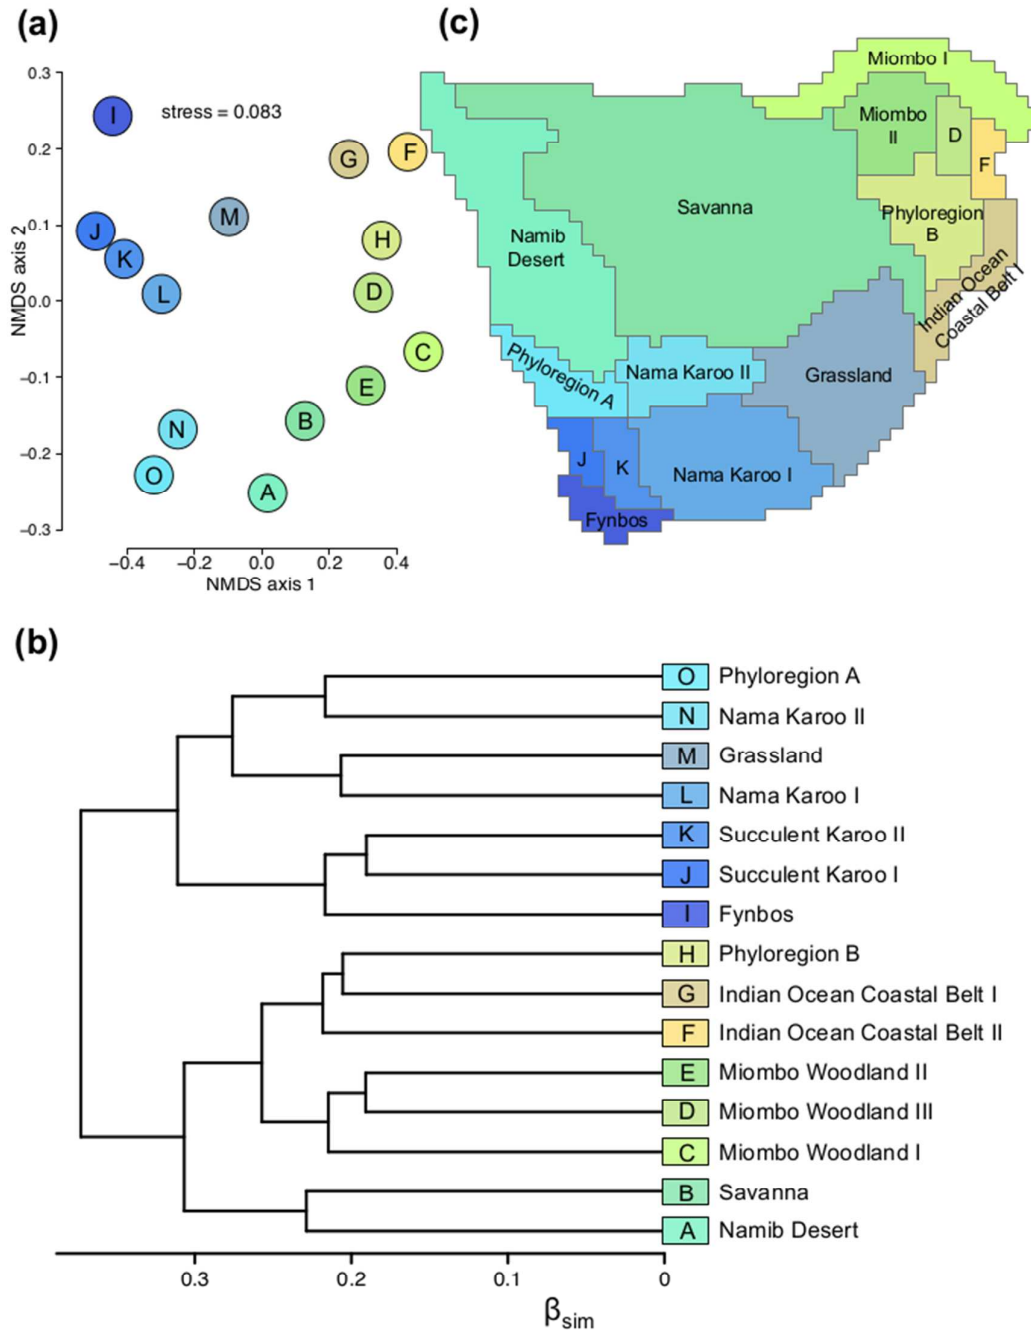 (a)
0.3
0.2
0.1
0.0
−0.1
−0.2
−0.3
NMDS axis 2
stress = 0.083
I
G
F
M
J
H
K
L
D
C
E
B
N
O
A
−0.4
−0.2
0.0
0.2
0.4
NMDS axis 1
(c)
Miombo I
Miombo
II
D
F
Savanna
Phyloregion
B
Namib
Desert
Indian Ocean
Coastal Belt I
Phyloregion A
Nama Karoo II
Grassland
J
K
Nama Karoo I
Fynbos
(b)
O Phyloregion A
N Nama Karoo II
M Grassland
L Nama Karoo I
K Succulent Karoo II
J Succulent Karoo I
I Fynbos
H Phyloregion B
G Indian Ocean Coastal Belt I
F Indian Ocean Coastal Belt II
E Miombo Woodland II
D Miombo Woodland III
C Miombo Woodland I
B Savanna
A Namib Desert
0.3
0.2
0.1
0
βsim